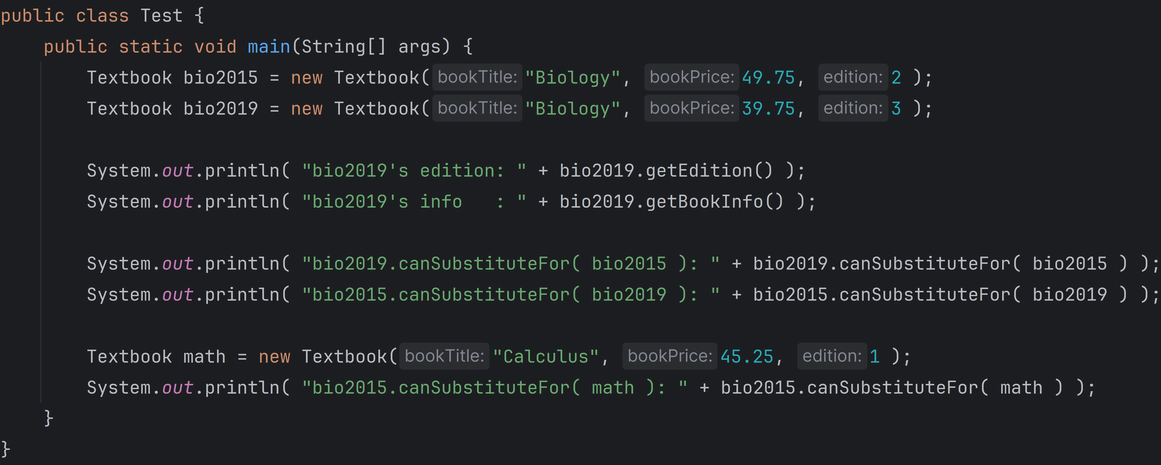 public class Test {
    public static void main(String[] args) {
        Textbook bio2015 = new Textbook( bookTitle: "Biology", bookPrice: 49.75, edition: 2 );
        Textbook bio2019 = new Textbook( bookTitle: "Biology", bookPrice: 39.75, edition: 3 );
        System.out.println( "bio2019's edition: " + bio2019.getEdition() );
        System.out.println( "bio2019's info   : " + bio2019.getBookInfo() );
        System.out.println( "bio2019.canSubstituteFor( bio2015 ): " + bio2019.canSubstituteFor( bio2015 ) );
        System.out.println( "bio2015.canSubstituteFor( bio2019 ): " + bio2015.canSubstituteFor( bio2019 ) );
        Textbook math = new Textbook( bookTitle: "Calculus", bookPrice: 45.25, edition: 1 );
        System.out.println( "bio2015.canSubstituteFor( math ): " + bio2015.canSubstituteFor( math ) );
    }
}